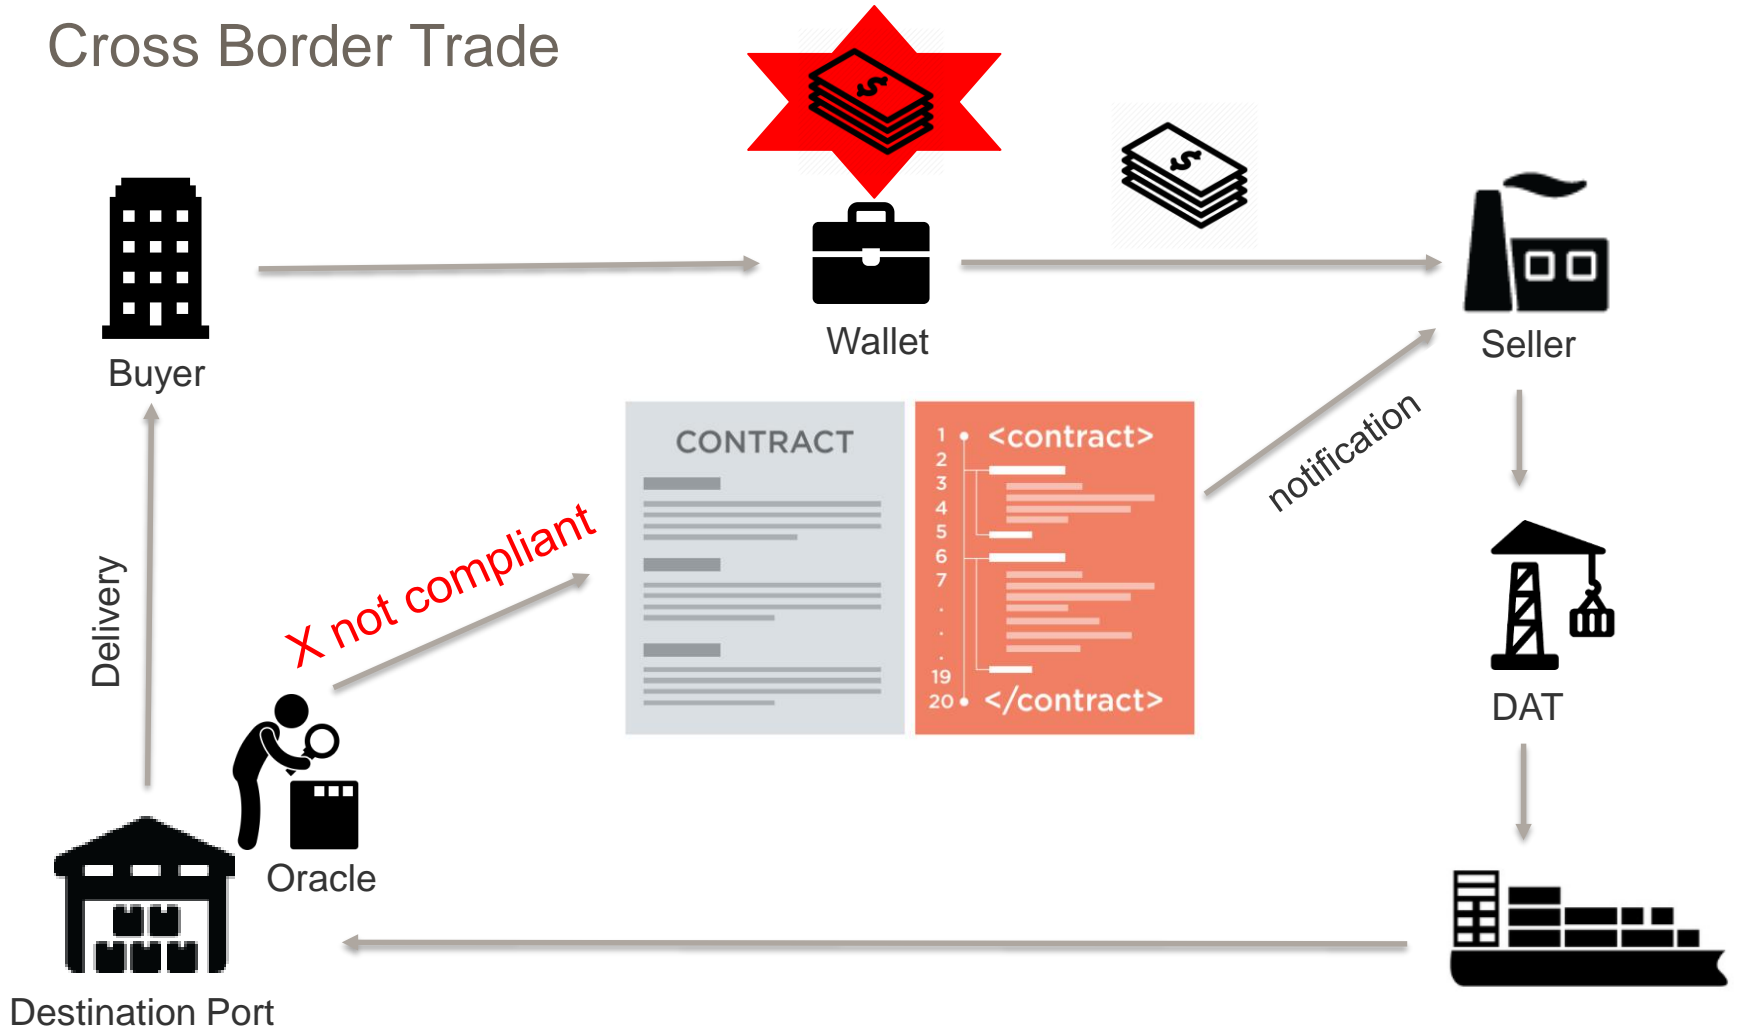 Cross Border Trade
$
$
Buyer
Wallet
Seller
notification
CONTRACT
1 <contract>
2
3
4
5
6
7
.
.
.
19
20 </contract>
X not compliant
Delivery
DAT
Oracle
Destination Port